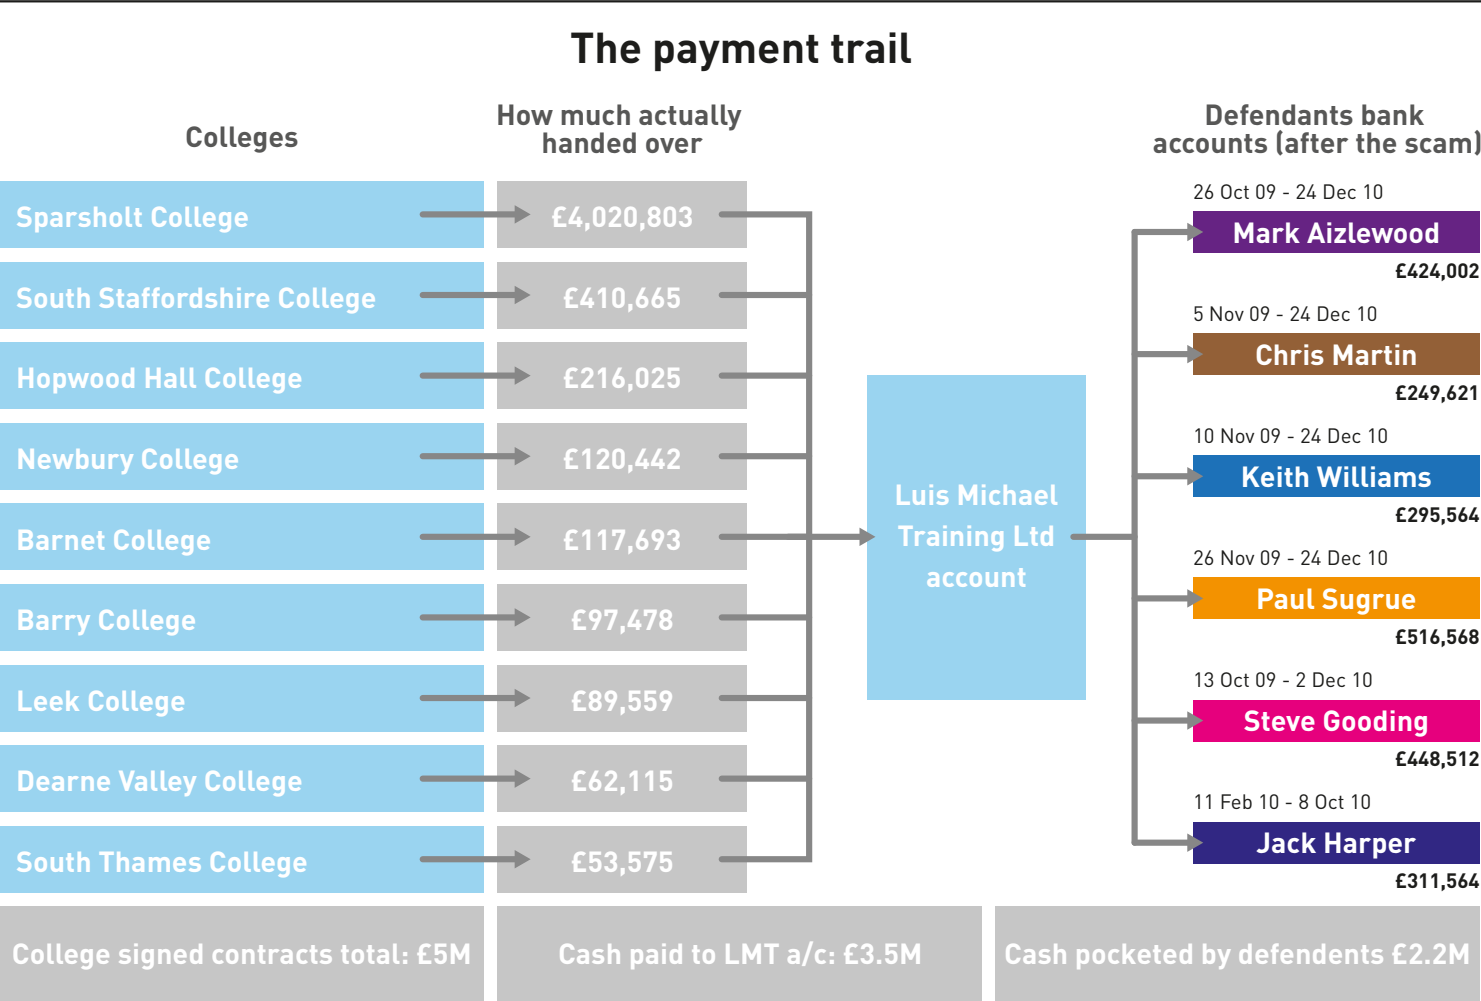 The payment trail
Colleges
How much actually
handed over
Defendants bank
accounts (after the scam)
Sparsholt College
£4,020,803
South Staffordshire College
£410,665
Hopwood Hall College
£216,025
Newbury College
£120,442
Barnet College
£117,693
Barry College
£97,478
Leek College
£89,559
Dearne Valley College
£62,115
South Thames College
£53,575
Luis Michael
Training Ltd
account
26 Oct 09 - 24 Dec 10
Mark Aizlewood
£424,002
5 Nov 09 - 24 Dec 10
Chris Martin
£249,621
10 Nov 09 - 24 Dec 10
Keith Williams
£295,564
26 Nov 09 - 24 Dec 10
Paul Sugrue
£516,568
13 Oct 09 - 2 Dec 10
Steve Gooding
£448,512
11 Feb 10 - 8 Oct 10
Jack Harper
£311,564
College signed contracts total: £5M
Cash paid to LMT a/c: £3.5M
Cash pocketed by defendents £2.2M